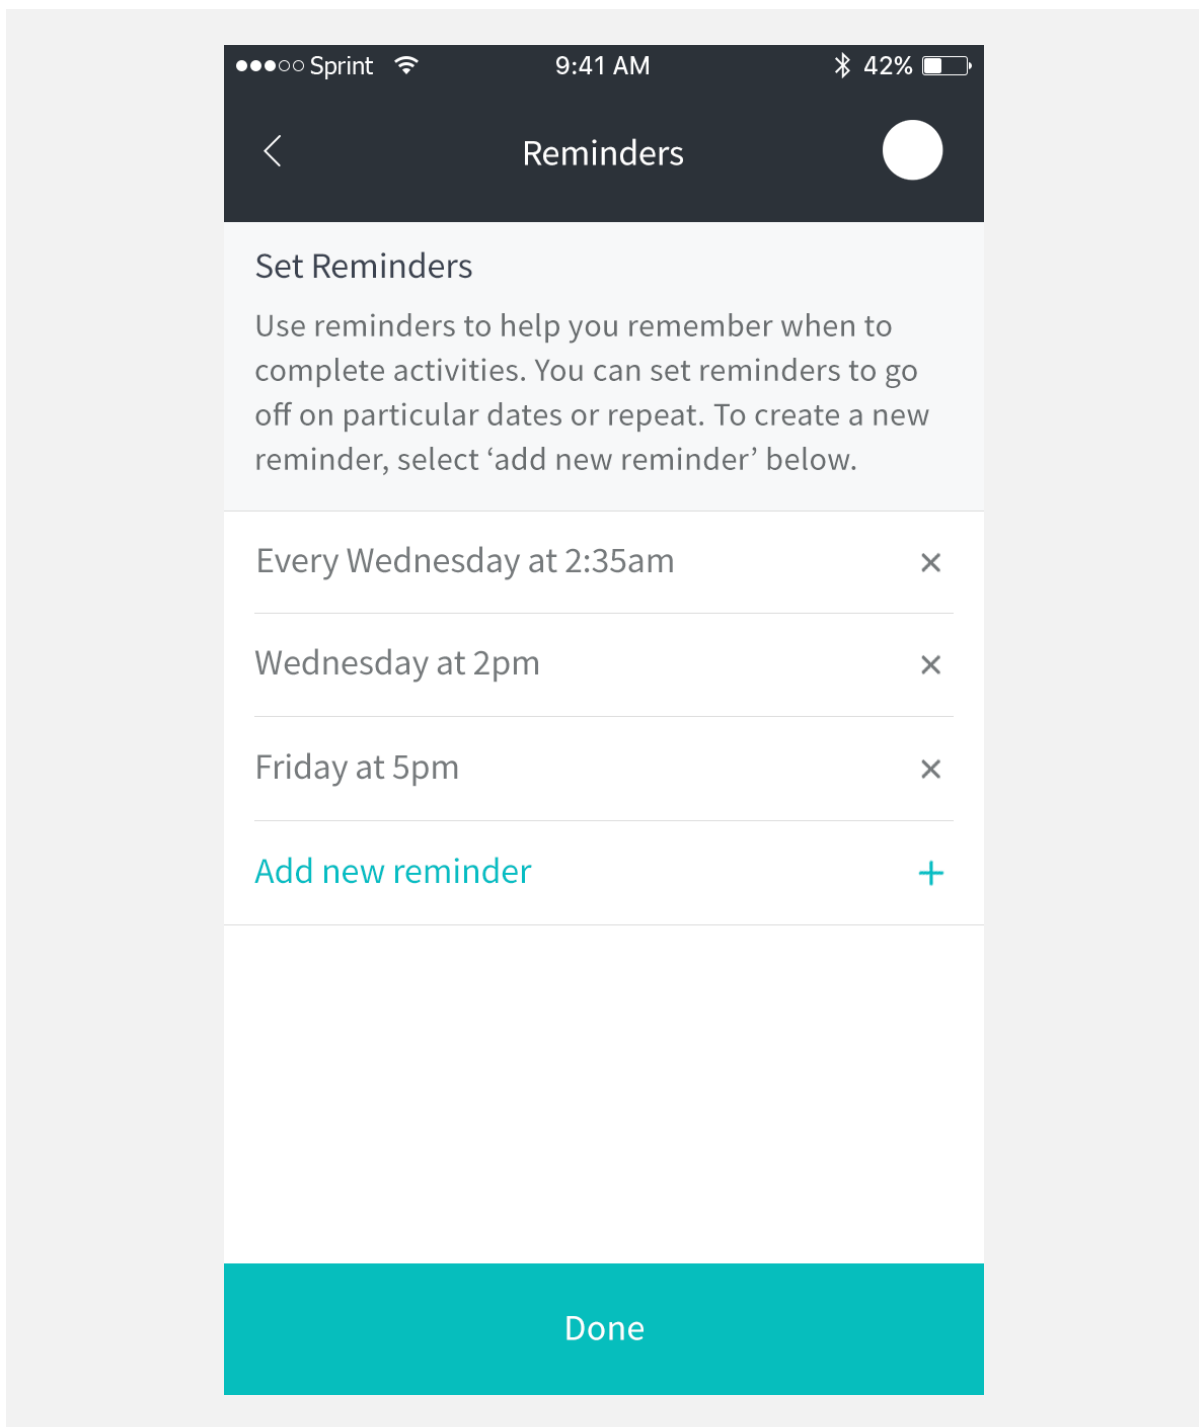 Sprint 9:41 AM 42%
Reminders
Set Reminders
Use reminders to help you remember when to
complete activities. You can set reminders to go
off on particular dates or repeat. To create a new
reminder, select ‘add new reminder’ below.
Every Wednesday at 2:35am
Wednesday at 2pm
Friday at 5pm
Add new reminder
Done